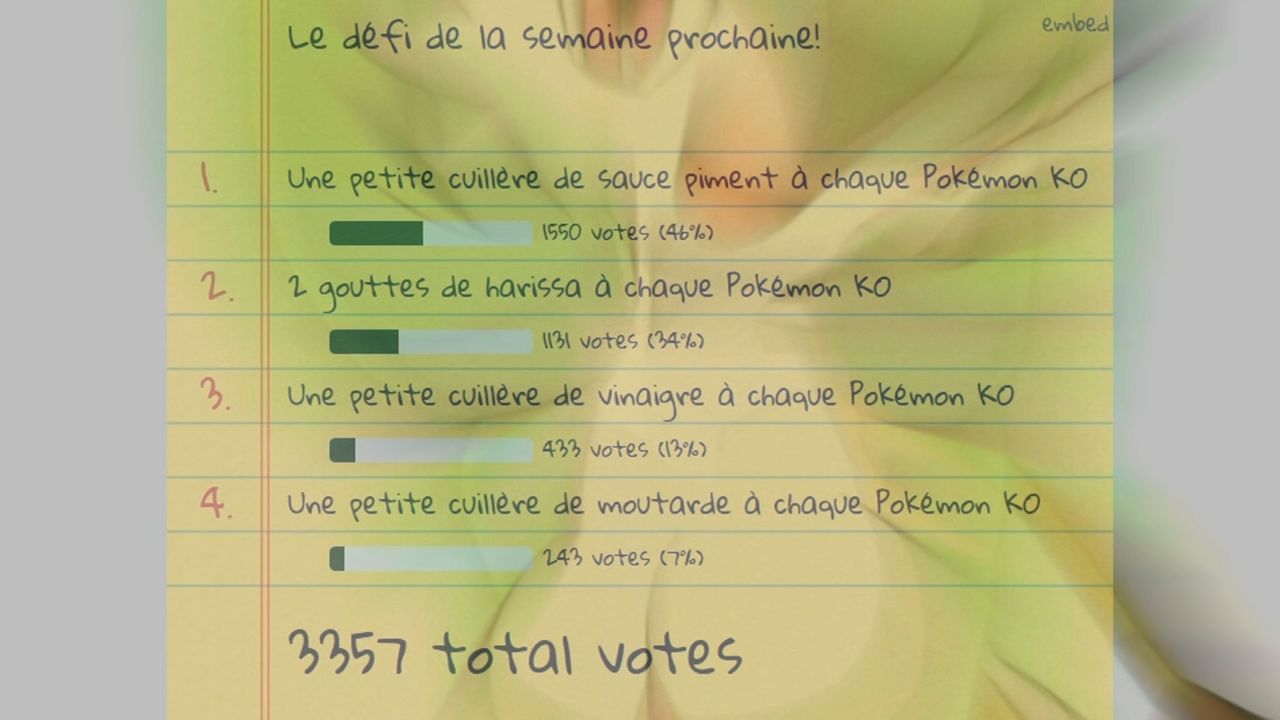 Le défi de la semaine prochaine!
embed
1. Une petite cuillère de sauce piment à chaque Pokémon KO
1550 votes (46%)
2. 2 gouttes de harissa à chaque Pokémon KO
1131 votes (34%)
3. Une petite cuillère de vinaigre à chaque Pokémon KO
433 votes (13%)
4. Une petite cuillère de moutarde à chaque Pokémon KO
243 votes (7%)
3357 total votes